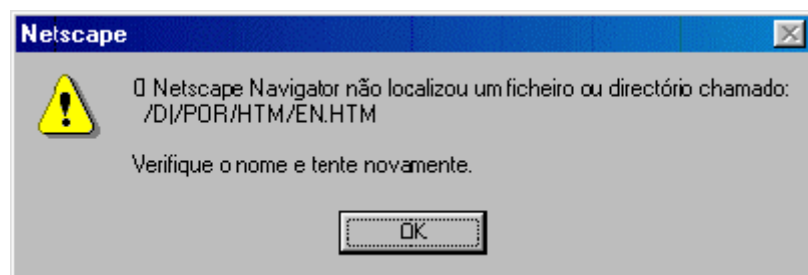 Netscape
O Netscape Navigator não localizou um ficheiro ou directório chamado:
/D|/POR/HTM/EN.HTM
Verifique o nome e tente novamente.
OK